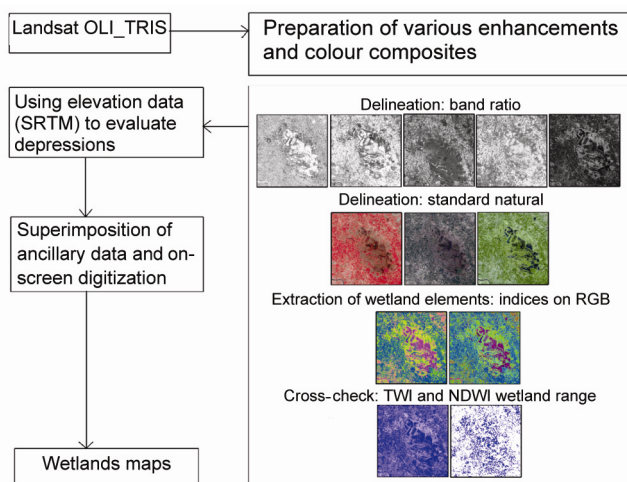 Landsat OLI_TRIS
Preparation of various enhancements
and colour composites
Using elevation data
(SRTM) to evaluate
depressions
Delineation: band ratio
Delineation: standard natural
Superimposition of
ancillary data and on-
screen digitization
Extraction of wetland elements: indices on RGB
Cross-check: TWI and NDWI wetland range
Wetlands maps